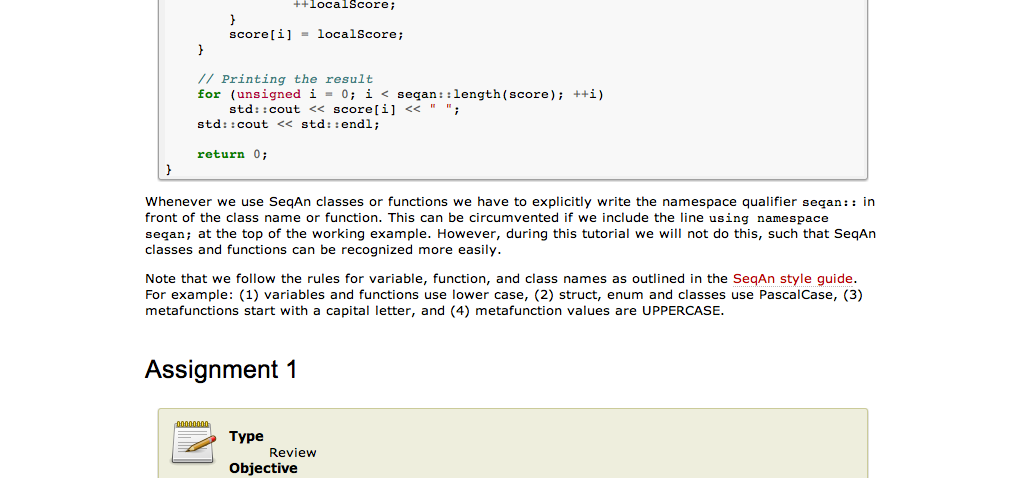 ++localScore;
}
score[i] = localScore;
}
// Printing the result
for (unsigned i = 0; i < seqan::length(score); ++i)
std::cout << score[i] << " ";
std::cout << std::endl;
return 0;
}
Whenever we use SeqAn classes or functions we have to explicitly write the namespace qualifier seqan:: in
front of the class name or function. This can be circumvented if we include the line using namespace
seqan; at the top of the working example. However, during this tutorial we will not do this, such that SeqAn
classes and functions can be recognized more easily.
Note that we follow the rules for variable, function, and class names as outlined in the SeqAn style guide.
For example: (1) variables and functions use lower case, (2) struct, enum and classes use PascalCase, (3)
metafunctions start with a capital letter, and (4) metafunction values are UPPERCASE.
Assignment 1
Type
Review
Objective